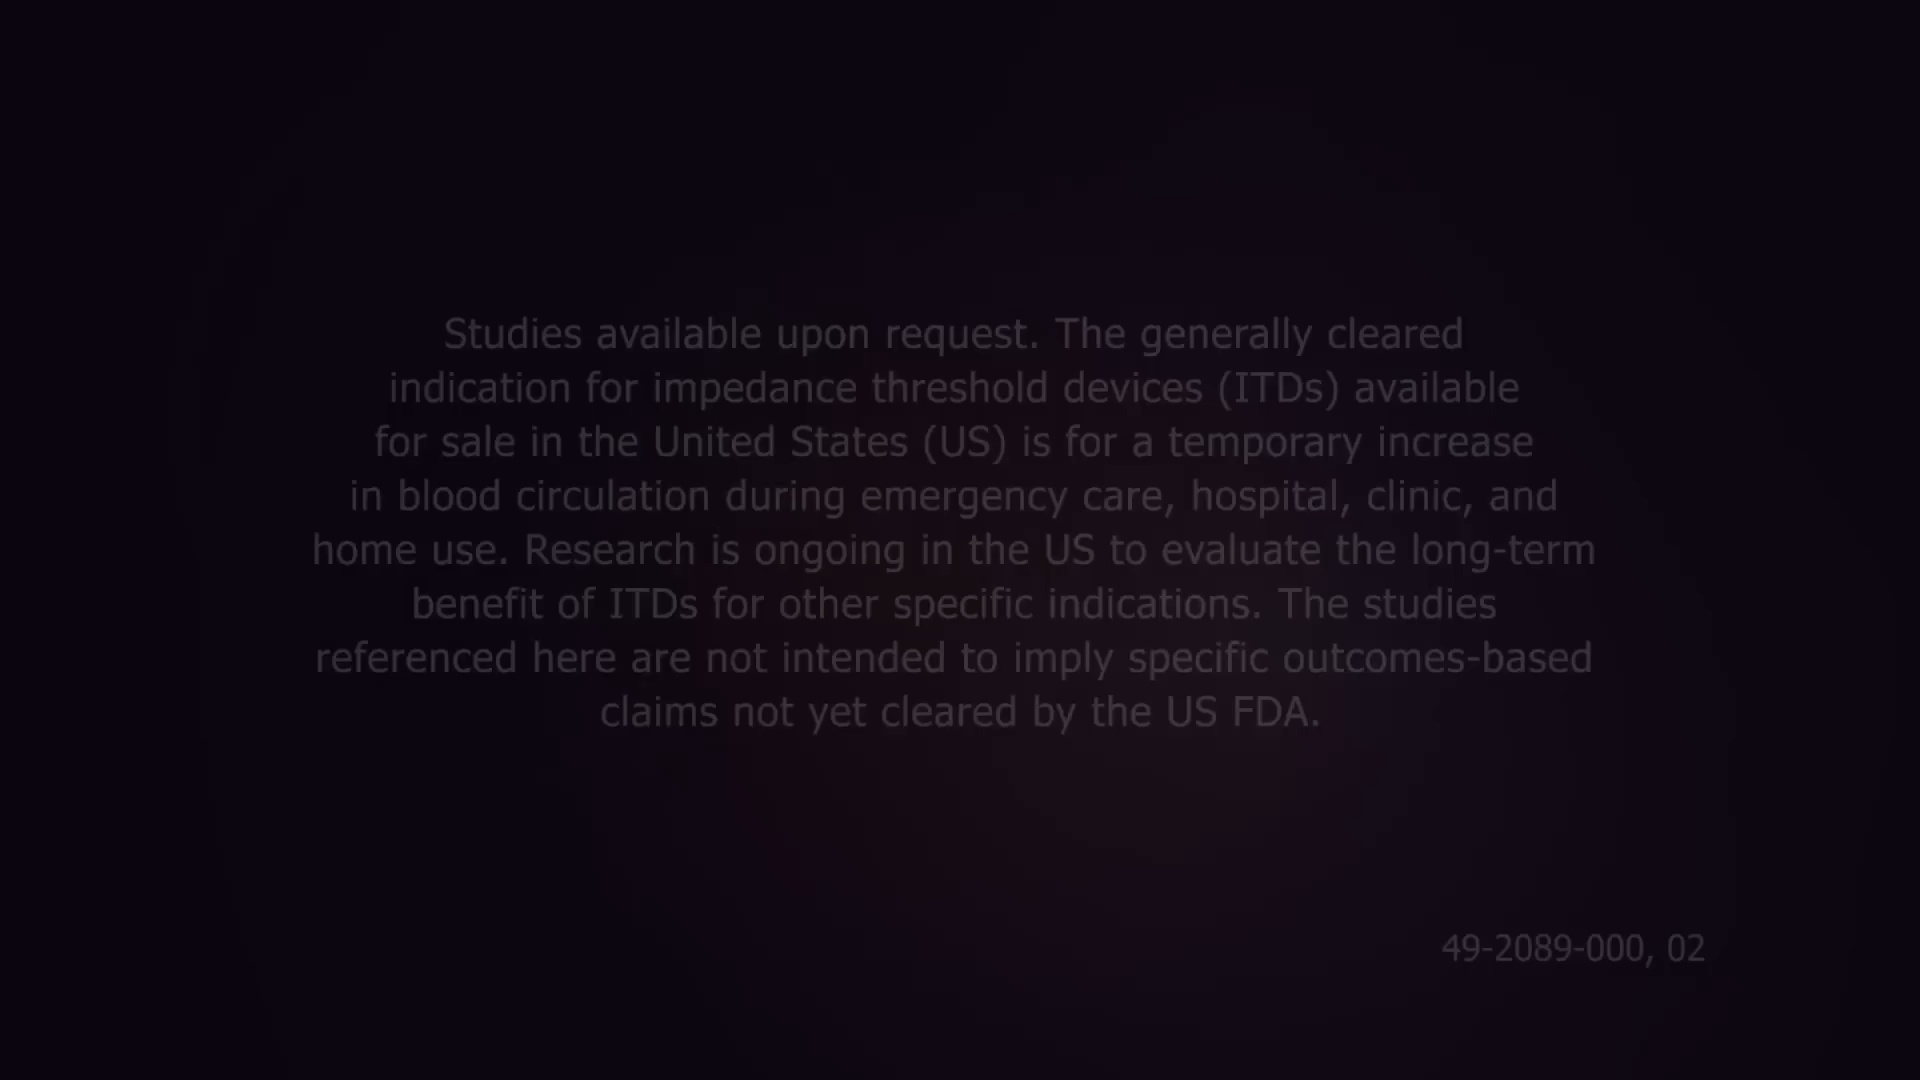 Studies available upon request. The generally cleared
indication for impedance threshold devices (ITDs) available
for sale in the United States (US) is for a temporary increase
in blood circulation during emergency care, hospital, clinic, and
home use. Research is ongoing in the US to evaluate the long-term
benefit of ITDs for other specific indications. The studies
referenced here are not intended to imply specific outcomes-based
claims not yet cleared by the US FDA.
49-2089-000, 02